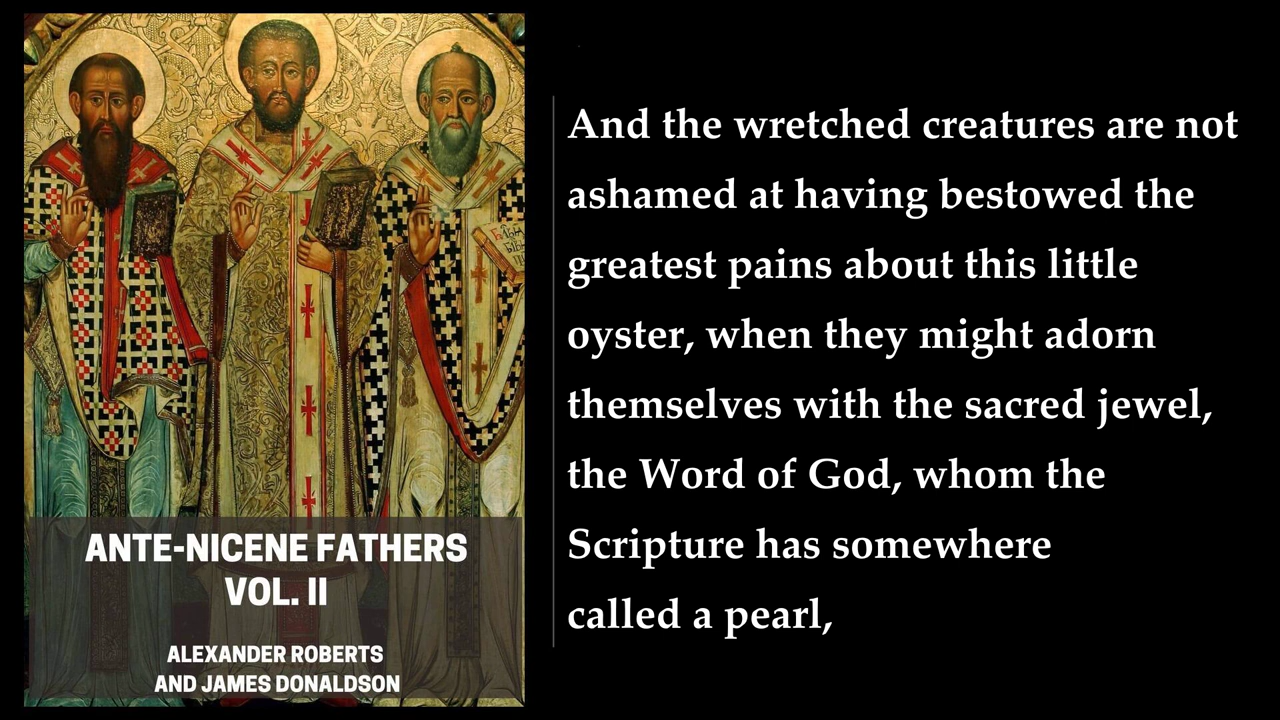 ANTE-NICENE FATHERS
VOL. II
ALEXANDER ROBERTS
AND JAMES DONALDSON
And the wretched creatures are not
ashamed at having bestowed the
greatest pains about this little
oyster, when they might adorn
themselves with the sacred jewel,
the Word of God, whom the
Scripture has somewhere
called a pearl,